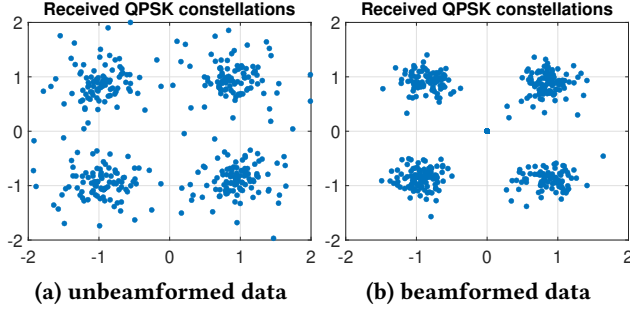 Received QPSK constellations
2
1
0
-1
-2
-2 -1 0 1 2
(a) unbeamformed data
Received QPSK constellations
2
1
0
-1
-2
-2 -1 0 1 2
(b) beamformed data